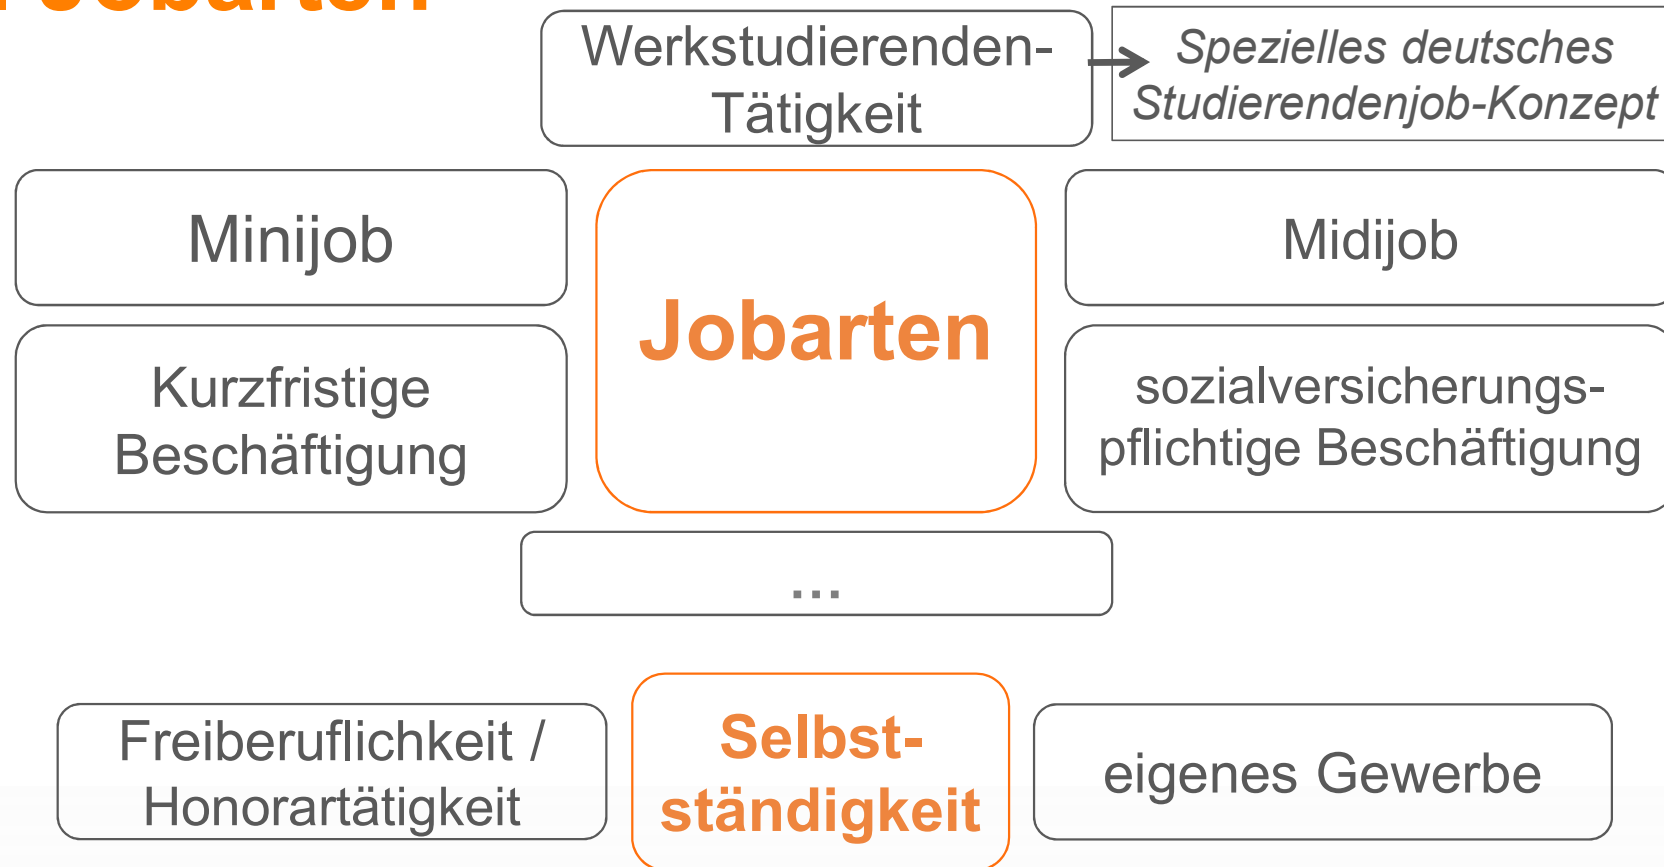 Jobarten
Werkstudierenden-
Tätigkeit
Spezielles deutsches
Studierendenjob-Konzept
Minijob
Jobarten
Midijob
Kurzfristige
Beschäftigung
sozialversicherungs-
pflichtige Beschäftigung
...
Freiberuflichkeit /
Honorartätigkeit
Selbst-
ständigkeit
eigenes Gewerbe